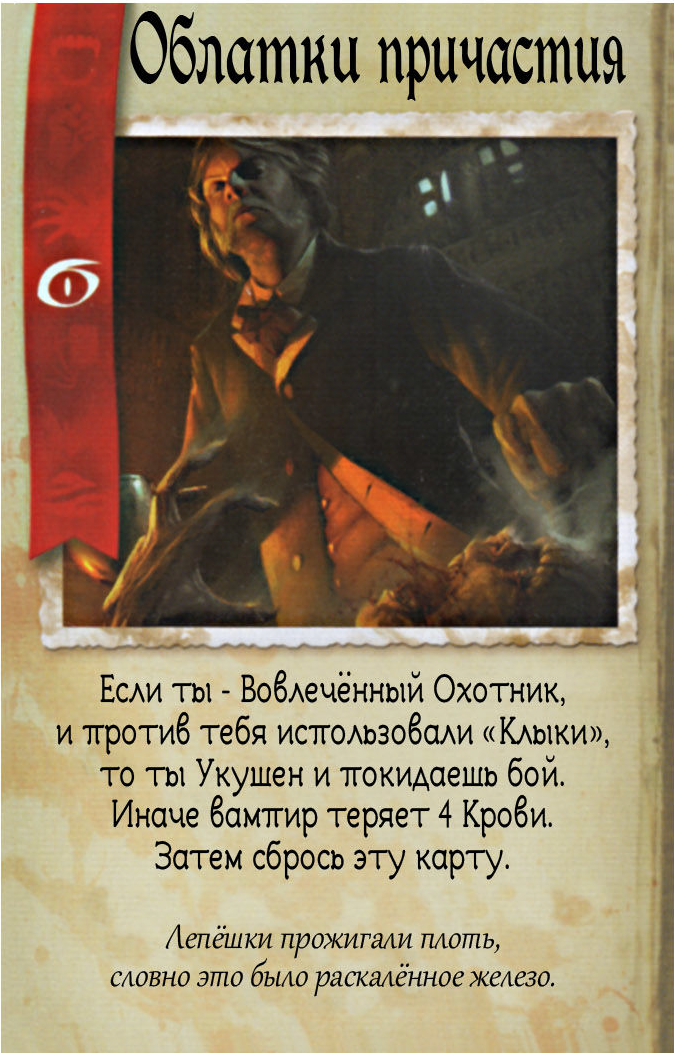 Облатки причастия
6
Если ты - Вовлечённый Охотник,
и против тебя использовали «Клыки»,
то ты Укушен и покидаешь бой.
Иначе вампир теряет 4 Крови.
Затем сбрось эту карту.
Лепёшки прожигали плоть,
словно это было раскалённое железо.